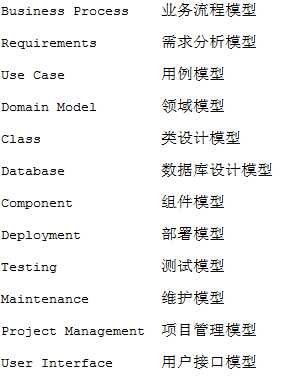 Business Process 业务流程模型
Requirements 需求分析模型
Use Case 用例模型
Domain Model 领域模型
Class 类设计模型
Database 数据库设计模型
Component 组件模型
Deployment 部署模型
Testing 测试模型
Maintenance 维护模型
Project Management 项目管理模型
User Interface 用户接口模型